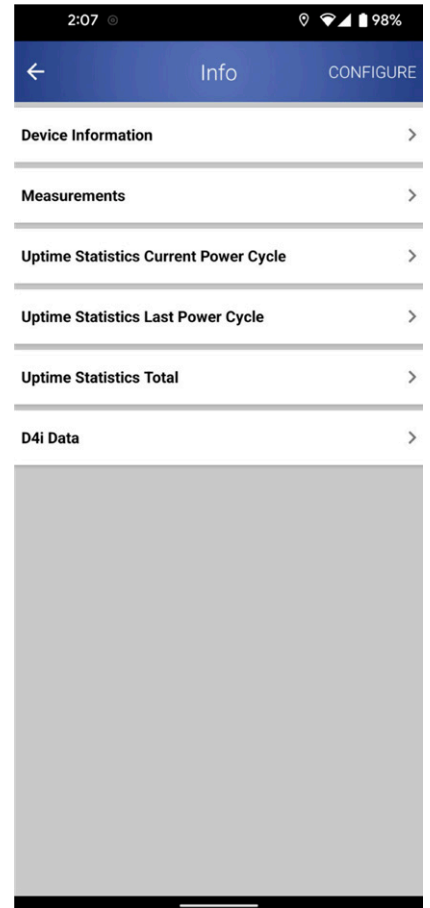 2:07 98%
Info CONFIGURE
Device Information
Measurements
Uptime Statistics Current Power Cycle
Uptime Statistics Last Power Cycle
Uptime Statistics Total
D4i Data